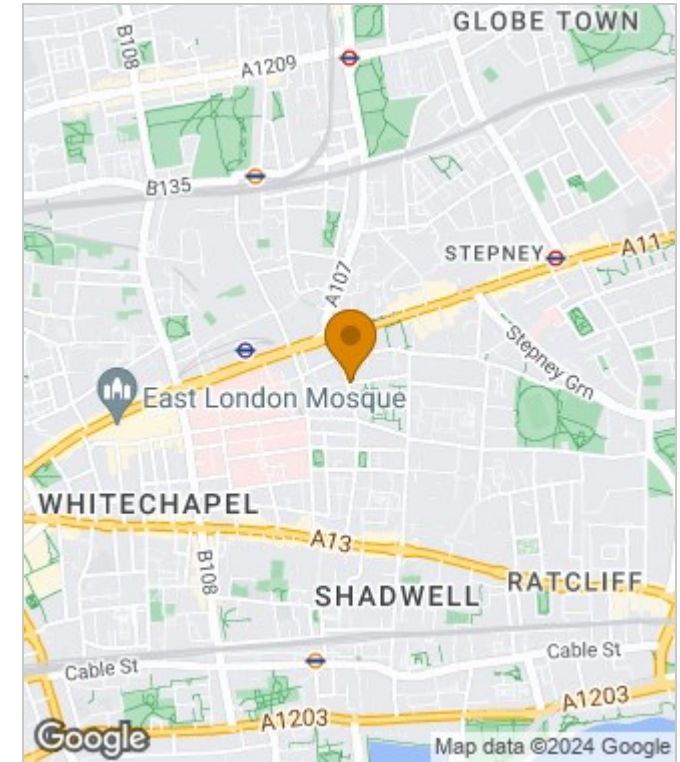 GLOBE TOWN
B108
A1209
B135
STEPNEY
A11
A107
Stepney Grn
East London Mosque
WHITECHAPEL
A13
B108
SHADWELL
RATCLIFF
Cable St
Cable St
A1203
A1203
Google
Map data ©2024 Google